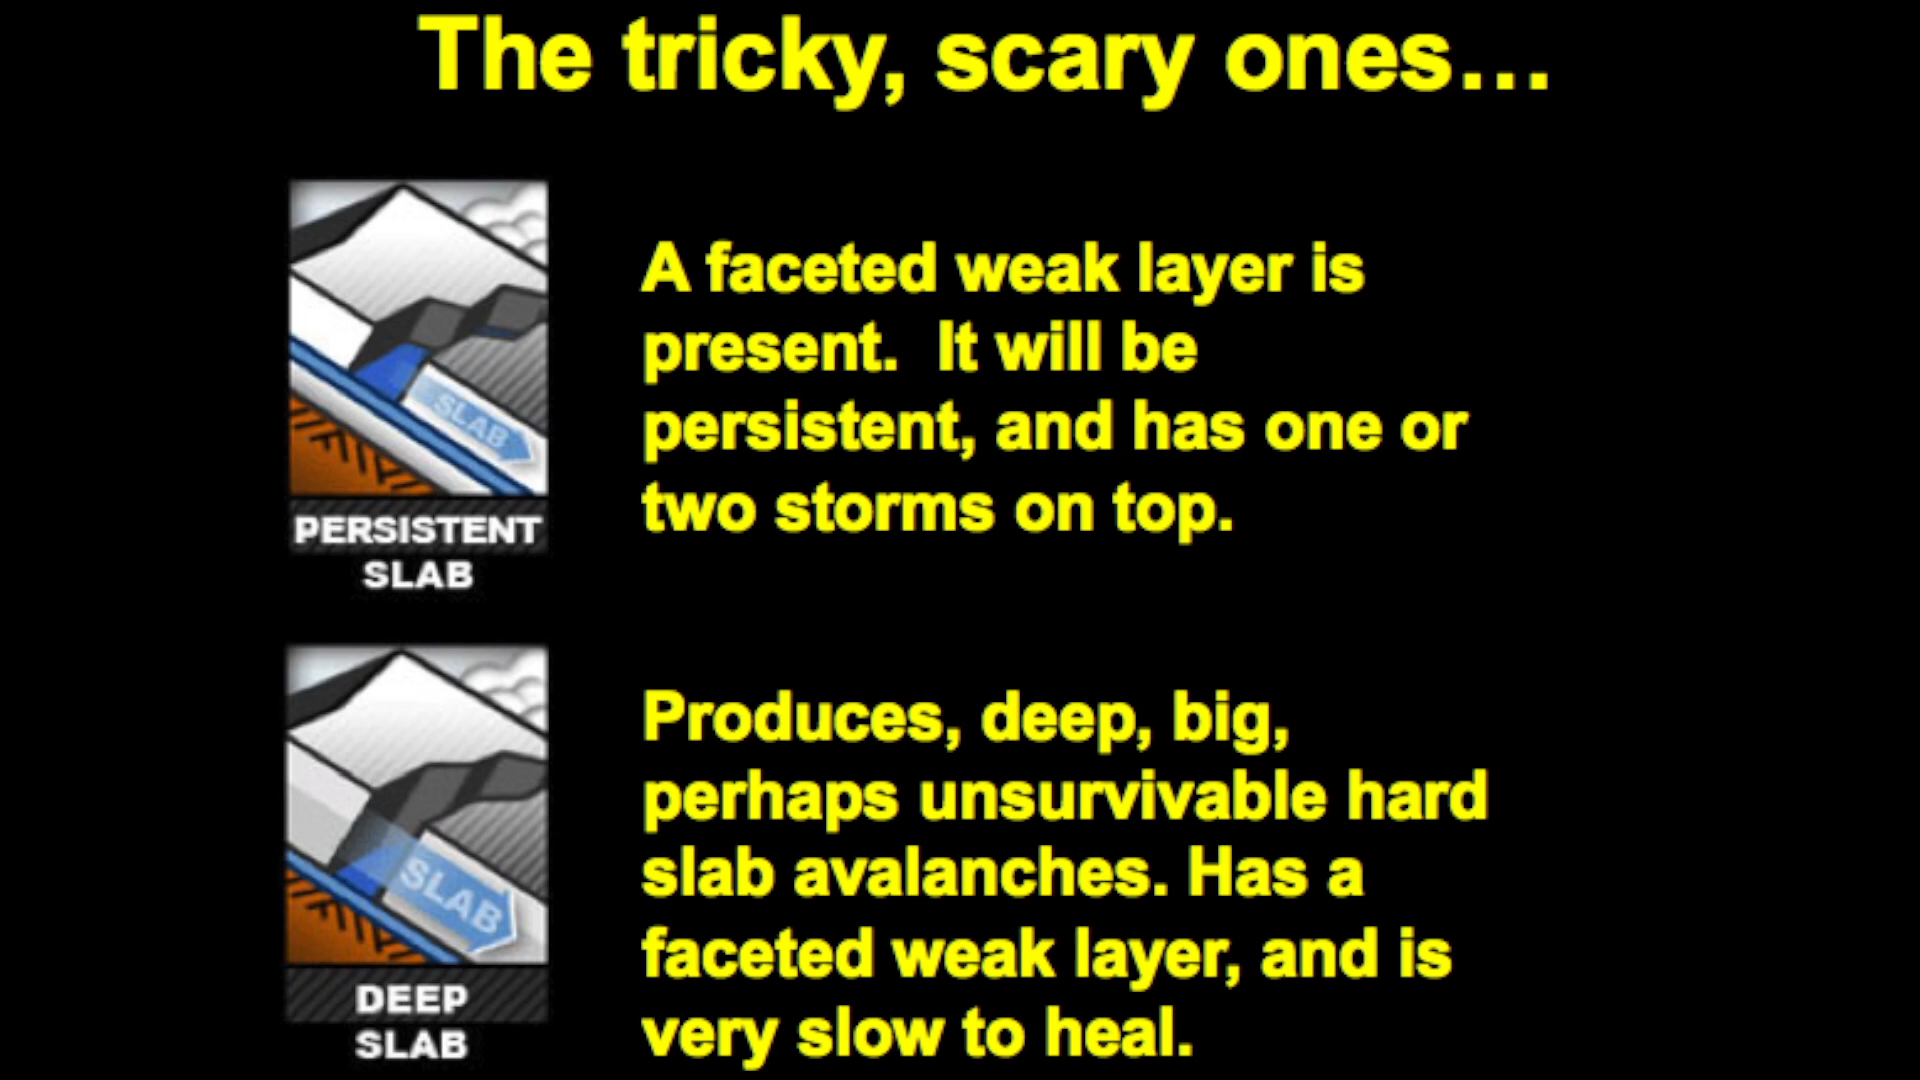 The tricky, scary ones...
SLAB
PERSISTENT
SLAB
A faceted weak layer is
present.  It will be
persistent, and has one or
two storms on top.
SLAB
DEEP
SLAB
Produces, deep, big,
perhaps unsurvivable hard
slab avalanches. Has a
faceted weak layer, and is
very slow to heal.